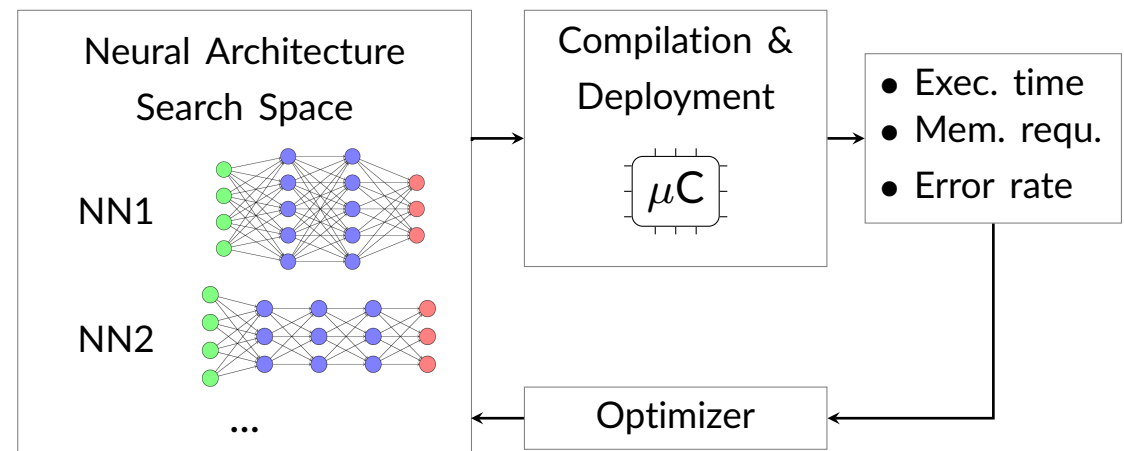 Neural Architecture
Search Space
NN1
NN2
...
Compilation &
Deployment
μC
• Exec. time
• Mem. requ.
• Error rate
Optimizer